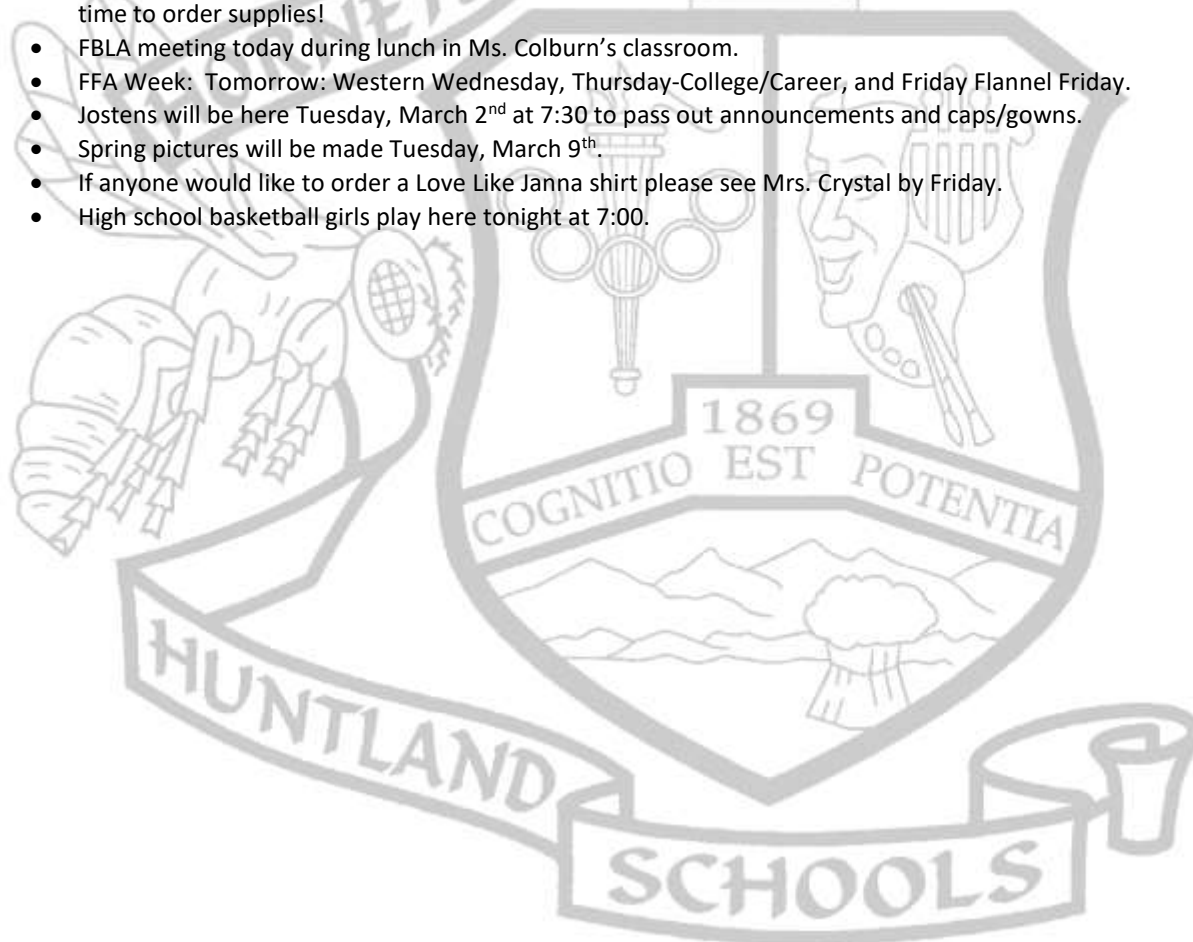 time to order supplies!
• FBLA meeting today during lunch in Ms. Colburn’s classroom.
• FFA Week:  Tomorrow: Western Wednesday, Thursday-College/Career, and Friday Flannel Friday.
• Jostens will be here Tuesday, March 2nd at 7:30 to pass out announcements and caps/gowns.
• Spring pictures will be made Tuesday, March 9th.
• If anyone would like to order a Love Like Janna shirt please see Mrs. Crystal by Friday.
• High school basketball girls play here tonight at 7:00.
HORNETS
1869
COGNITIO EST POTENTIA
HUNTLAND
SCHOOLS